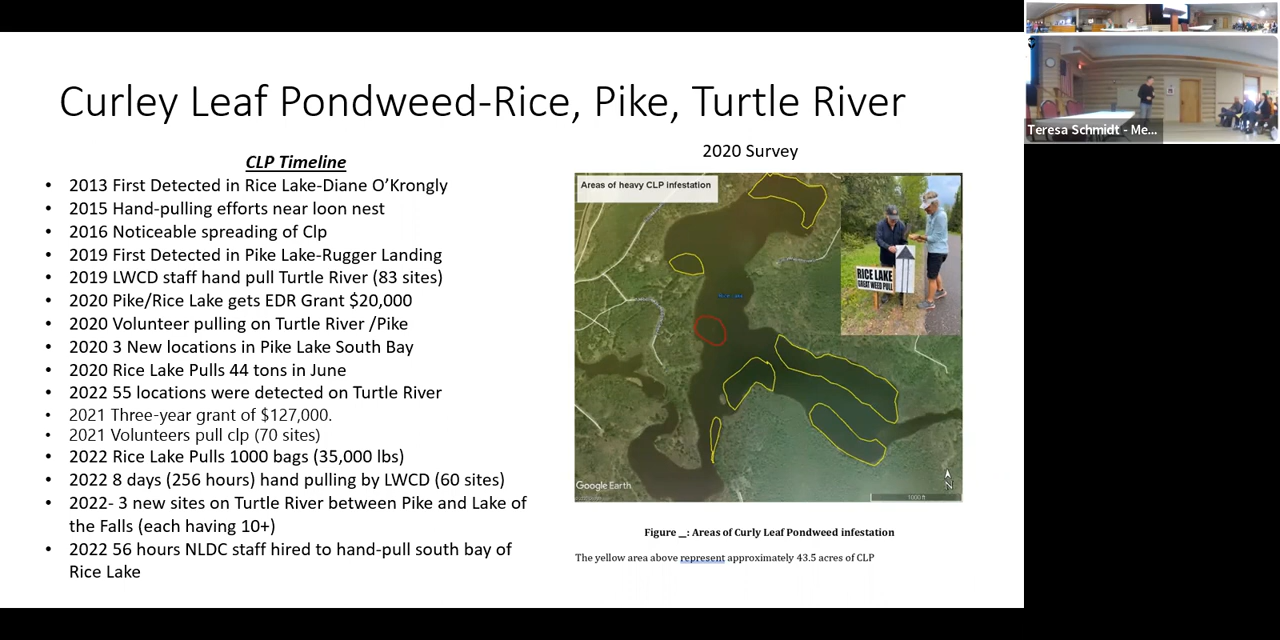 Curley Leaf Pondweed-Rice, Pike, Turtle River
CLP Timeline
• 2013 First Detected in Rice Lake-Diane O'Krongly
• 2015 Hand-pulling efforts near loon nest
• 2016 Noticeable spreading of Clp
• 2019 First Detected in Pike Lake-Rugger Landing
• 2019 LWCD staff hand pull Turtle River (83 sites)
• 2020 Pike/Rice Lake gets EDR Grant $20,000
• 2020 Volunteer pulling on Turtle River /Pike
• 2020 3 New locations in Pike Lake South Bay
• 2020 Rice Lake Pulls 44 tons in June
• 2022 55 locations were detected on Turtle River
• 2021 Three-year grant of $127,000.
• 2021 Volunteers pull clp (70 sites)
• 2022 Rice Lake Pulls 1000 bags (35,000 lbs)
• 2022 8 days (256 hours) hand pulling by LWCD (60 sites)
• 2022- 3 new sites on Turtle River between Pike and Lake of
the Falls (each having 10+)
• 2022 56 hours NLDC staff hired to hand-pull south bay of
Rice Lake
2020 Survey
Areas of heavy CLP infestation
RICE LAKE
GREAT WEED PULL
Rice Lake
Google Earth
N
1000 ft
Figure _: Areas of Curly Leaf Pondweed infestation
The yellow area above represent approximately 43.5 acres of CLP
Teresa Schmidt - Me...